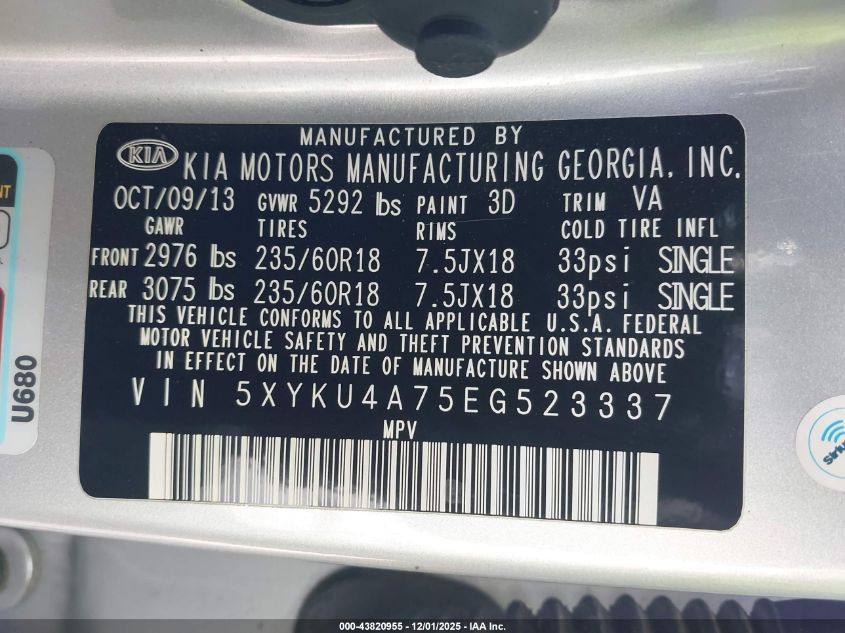 MANUFACTURED BY
KIA KIA MOTORS MANUFACTURING GEORGIA, INC.
OCT/09/13 GVWR 5292 lbs PAINT 3D TRIM VA
GAWR TIRES RIMS COLD TIRE INFL
FRONT 2976 lbs 235/60R18 7.5JX18 33psi SINGLE
REAR 3075 lbs 235/60R18 7.5JX18 33psi SINGLE
THIS VEHICLE CONFORMS TO ALL APPLICABLE U.S.A. FEDERAL
MOTOR VEHICLE SAFETY AND THEFT PREVENTION STANDARDS
IN EFFECT ON THE DATE OF MANUFACTURE SHOWN ABOVE
VIN 5XYKU4A75EG523337
MPV
U680
000-43820955 - 12/01/2025 - IAA Inc.